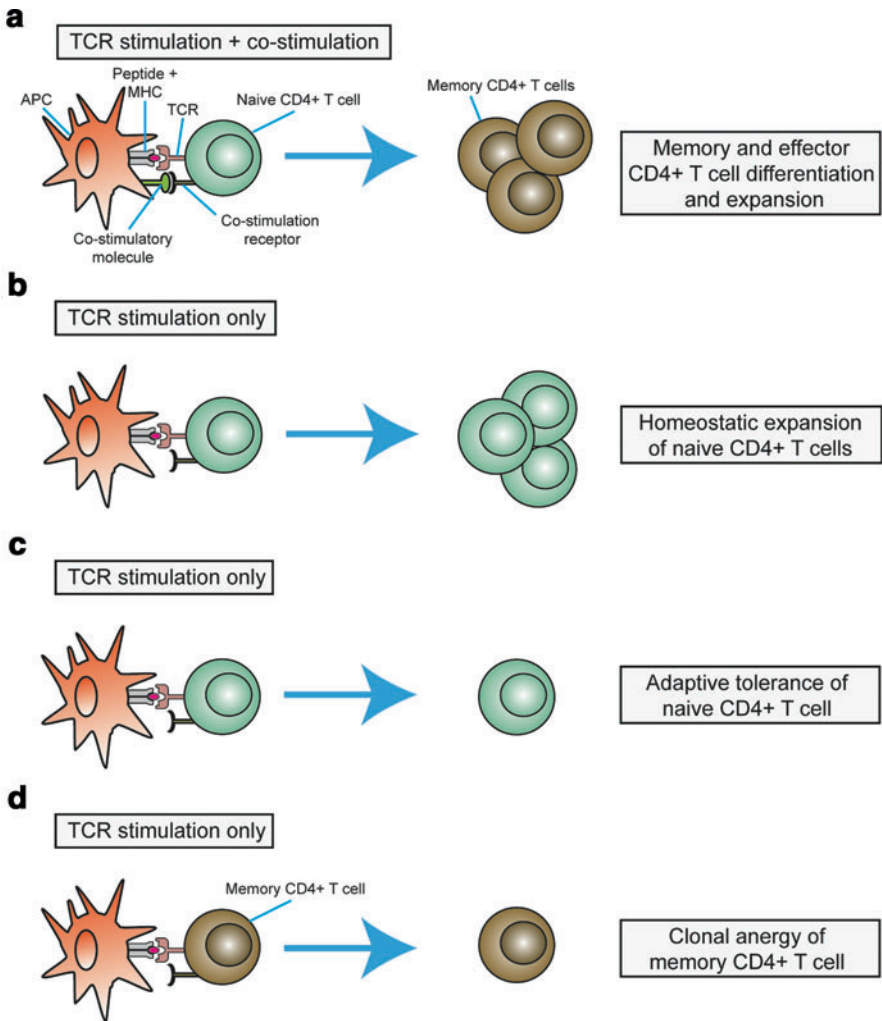 a
TCR stimulation + co-stimulation
Peptide +
MHC
APC
TCR
Naive CD4+ T cell
Memory CD4+ T cells
Co-stimulatory
molecule
Co-stimulation
receptor
Memory and effector
CD4+ T cell differentiation
and expansion
b
TCR stimulation only
Homeostatic expansion
of naive CD4+ T cells
c
TCR stimulation only
Adaptive tolerance of
naive CD4+ T cell
d
TCR stimulation only
Memory CD4+ T cell
Clonal anergy of
memory CD4+ T cell